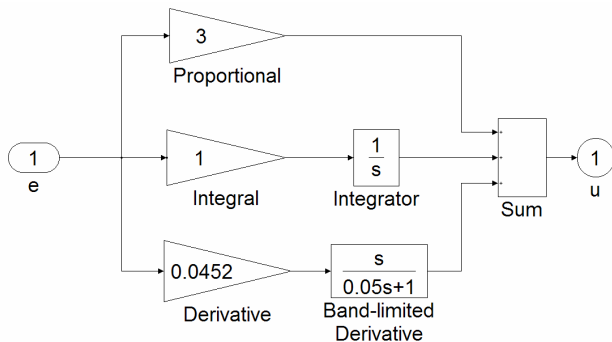 3
Proportional
1
e
1
Integral
1
s
Integrator
+
+
+
Sum
1
u
0.0452
Derivative
s
0.05s+1
Band-limited
Derivative